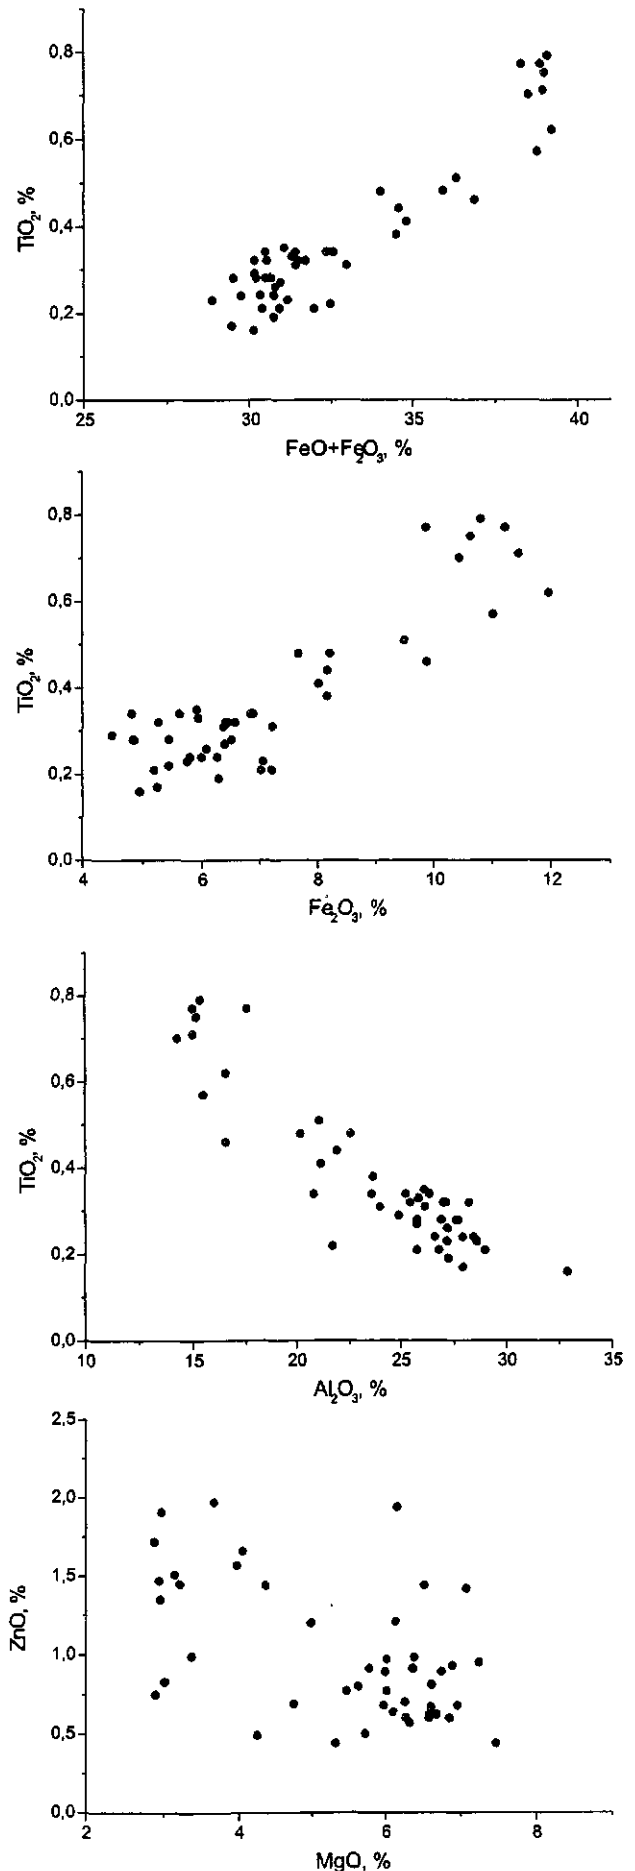 0,8
0,6
0,4
0,2
0,0
TiO₂, %
25 30 35 40
FeO+Fe₂O₃, %
0,8
0,6
0,4
0,2
0,0
TiO₂, %
4 6 8 10 12
Fe₂O₃, %
0,8
0,6
0,4
0,2
0,0
TiO₂, %
10 15 20 25 30 35
Al₂O₃, %
2,5
2,0
1,5
1,0
0,5
0,0
ZnO, %
2 4 6 8
MgO, %